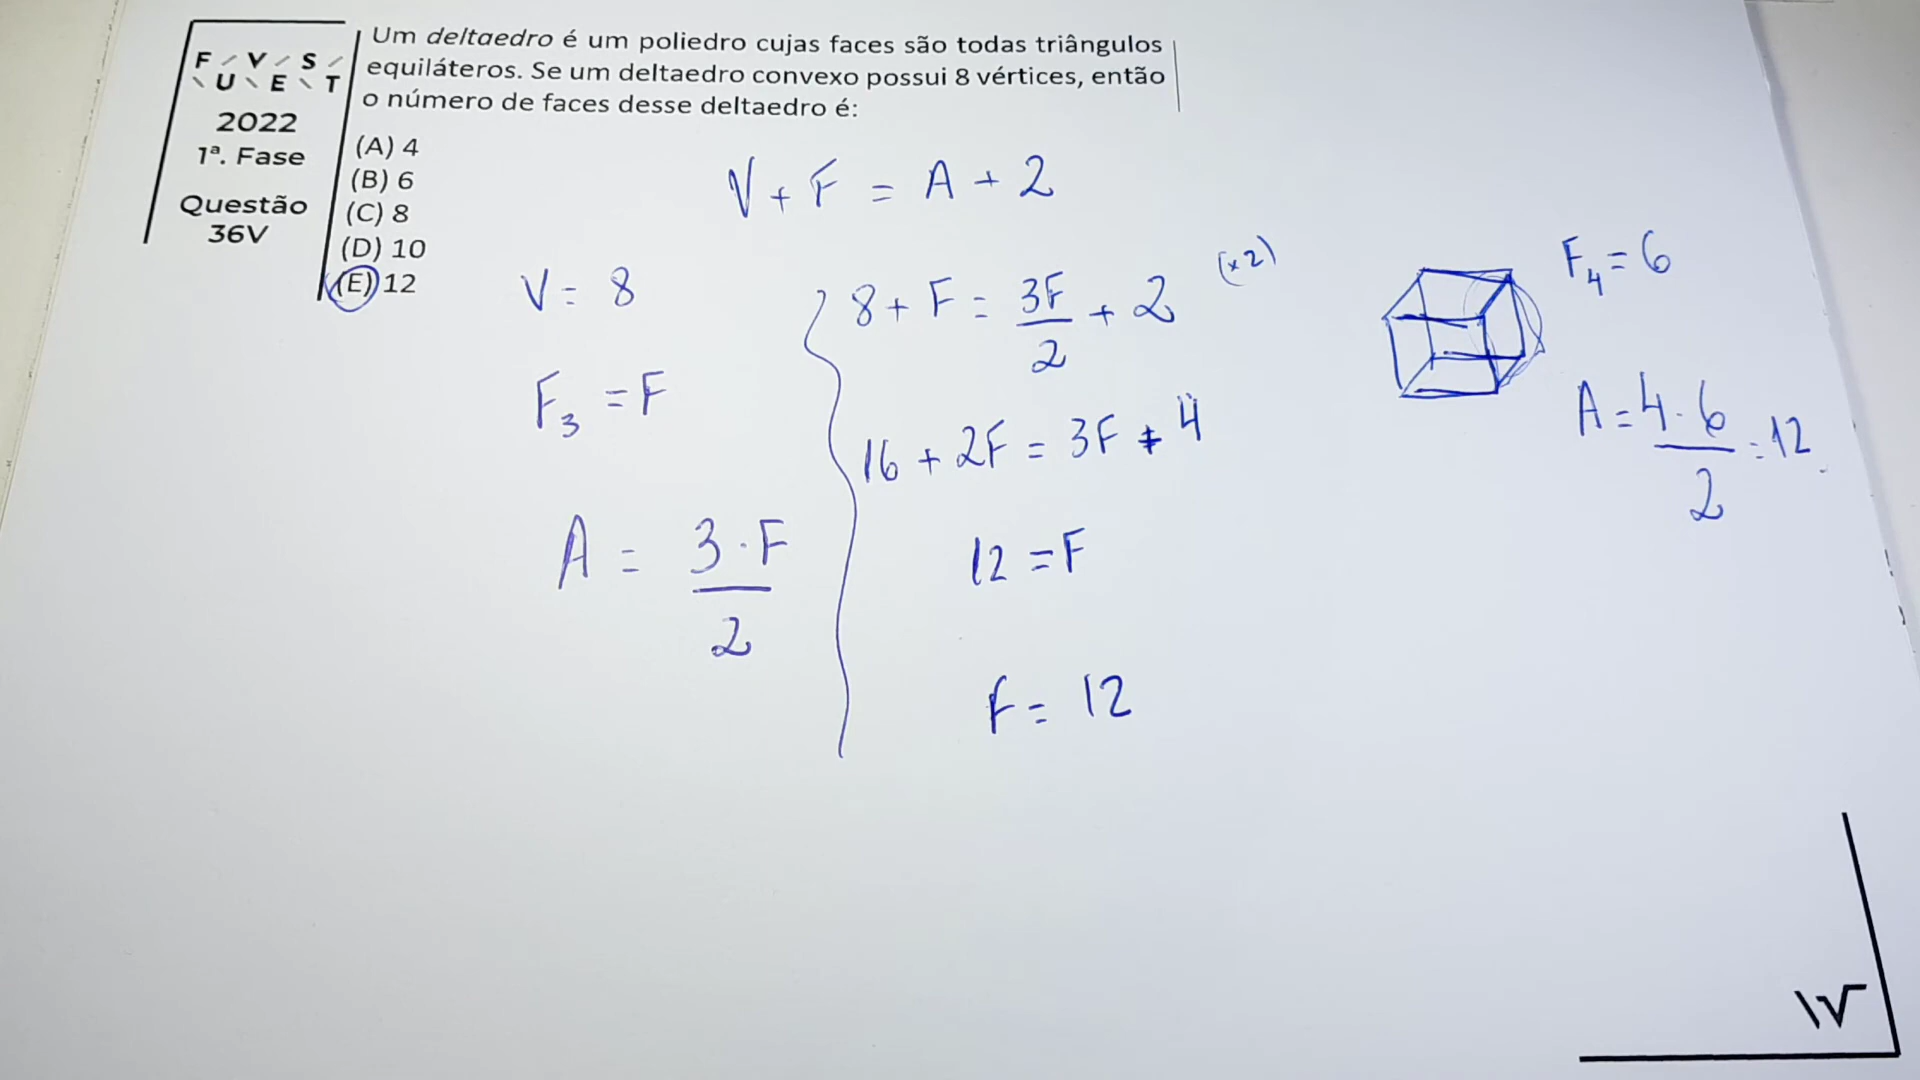 F V S
U E T
2022
1ª. Fase
Questão
36V
Um deltaedro é um poliedro cujas faces são todas triângulos
equiláteros. Se um deltaedro convexo possui 8 vértices, então
o número de faces desse deltaedro é:
(A) 4
(B) 6
(C) 8
(D) 10
(E) 12
V + F = A + 2
V = 8
F₃ = F
A = 3·F/2
8 + F = 3F/2 + 2 (×2)
16 + 2F = 3F + 4
12 = F
F = 12
F₄ = 6
A = 4·6/2 = 12